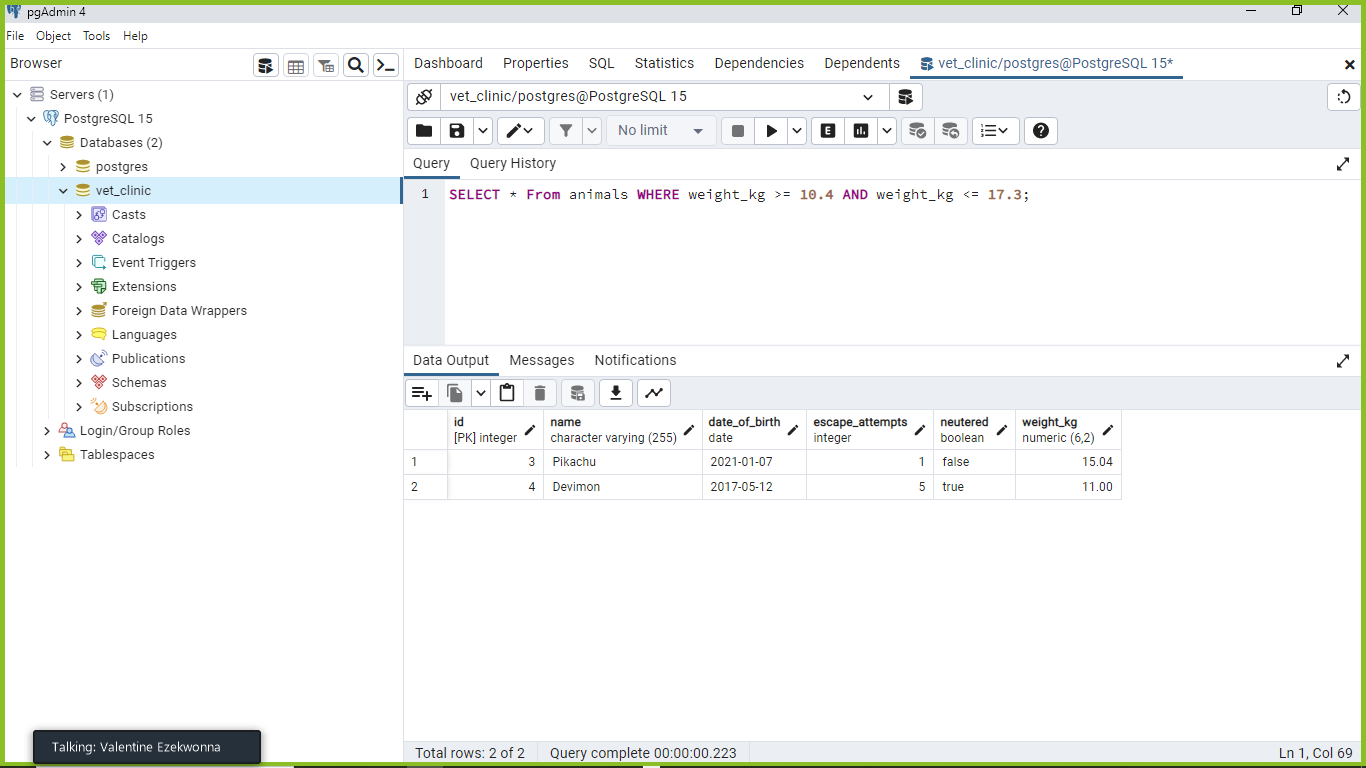 pgAdmin 4
File Object Tools Help
Browser
Dashboard Properties SQL Statistics Dependencies Dependents vet_clinic/postgres@PostgreSQL 15*
Servers (1)
PostgreSQL 15
Databases (2)
postgres
vet_clinic
Casts
Catalogs
Event Triggers
Extensions
Foreign Data Wrappers
Languages
Publications
Schemas
Subscriptions
Login/Group Roles
Tablespaces
vet_clinic/postgres@PostgreSQL 15
No limit
E
Query Query History
1 SELECT * From animals WHERE weight_kg >= 10.4 AND weight_kg <= 17.3;
Data Output Messages Notifications
id name date_of_birth escape_attempts neutered weight_kg
[PK] integer character varying (255) date integer boolean numeric (6,2)
1 3 Pikachu 2021-01-07 1 false 15.04
2 4 Devimon 2017-05-12 5 true 11.00
Total rows: 2 of 2 Query complete 00:00:00.223 Ln 1, Col 69
Talking: Valentine Ezekwonna